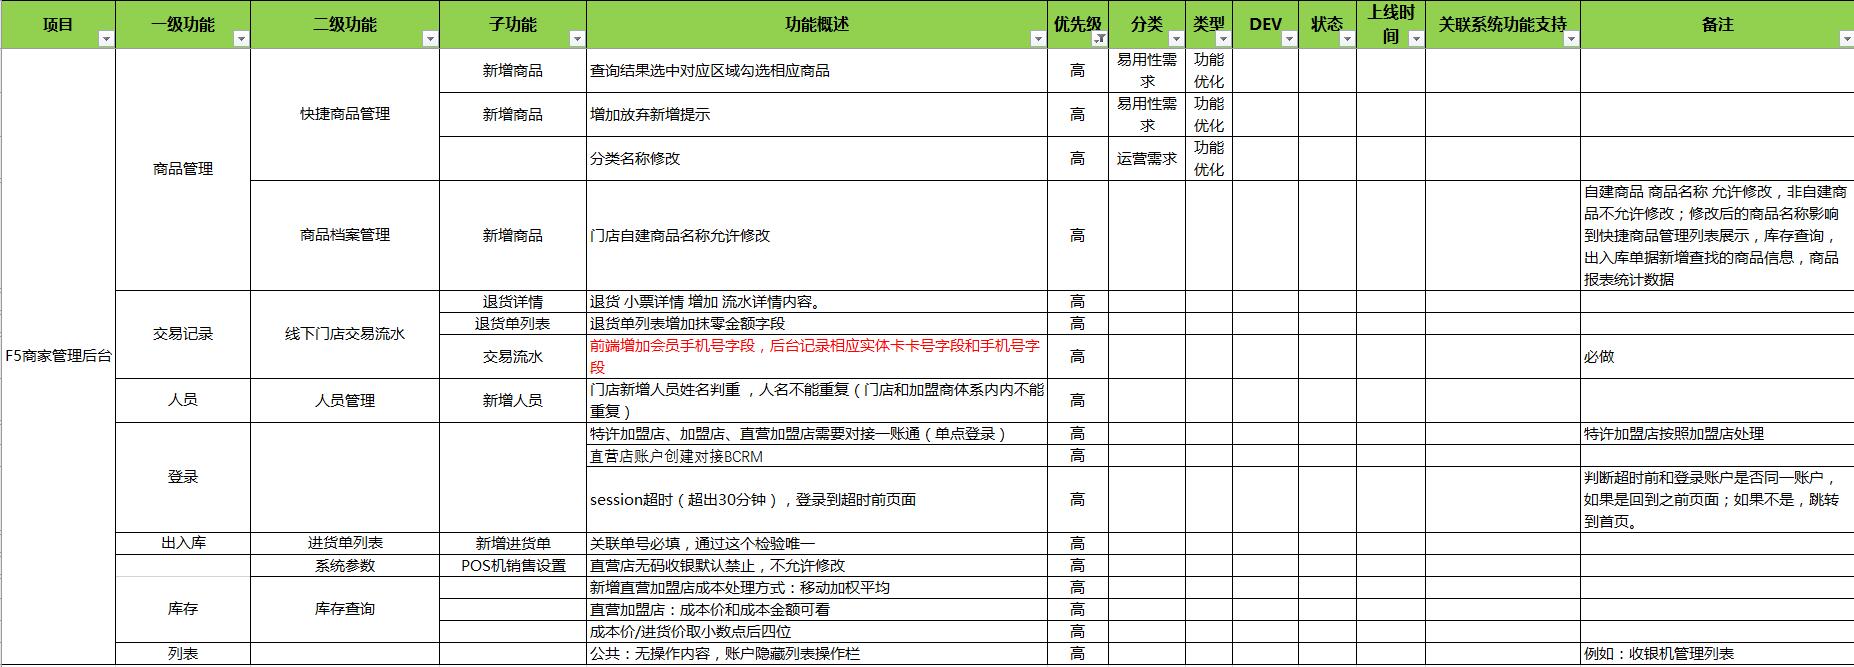 项目 一级功能 二级功能 子功能 功能概述 优先级 分类 类型 DEV 状态 上线时间 关联系统功能支持 备注
F5商家管理后台
商品管理
快捷商品管理
新增商品 查询结果选中对应区域勾选相应商品 高 易用性需求 功能优化
新增商品 增加放弃新增提示 高 易用性需求 功能优化
分类名称修改 高 运营需求 功能优化
商品档案管理 新增商品 门店自建商品名称允许修改 高
自建商品 商品名称 允许修改，非自建商
品不允许修改；修改后的商品名称影响
到快捷商品管理列表展示，库存查询，
出入库单据新增查找的商品信息，商品
报表统计数据
交易记录 线下门店交易流水
退货详情 退货 小票详情 增加 流水详情内容。 高
退货单列表 退货单列表增加抹零金额字段 高
交易流水
前端增加会员手机号字段，后台记录相应实体卡卡号字段和手机号字
段
高 必做
人员 人员管理 新增人员
门店新增人员姓名判重 ，人名不能重复（门店和加盟商体系内内不能
重复）
高
登录
特许加盟店、加盟店、直营加盟店需要对接一账通（单点登录） 高 特许加盟店按照加盟店处理
直营店账户创建对接BCRM 高
session超时（超出30分钟），登录到超时前页面 高
判断超时前和登录账户是否同一账户，
如果是回到之前页面；如果不是，跳转
到首页。
出入库 进货单列表 新增进货单 关联单号必填，通过这个检验唯一 高
系统参数 POS机销售设置 直营店无码收银默认禁止，不允许修改 高
库存 库存查询
新增直营加盟店成本处理方式：移动加权平均 高
直营加盟店：成本价和成本金额可看 高
成本价/进货价取小数点后四位 高
列表 公共：无操作内容，账户隐藏列表操作栏 高 例如：收银机管理列表